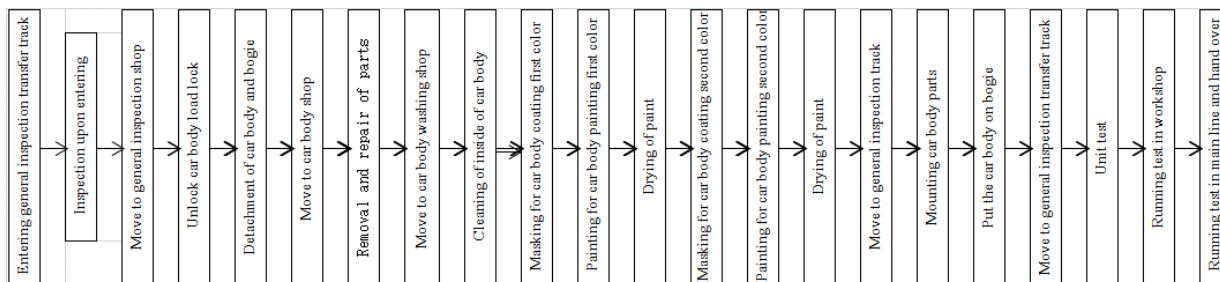 Entering general inspection transfer track
Inspection upon entering
Move to general inspection shop
Unlock car body load lock
Detachment of car body and bogie
Move to car body shop
Removal and repair of parts
Move to car body washing shop
Cleaning of inside of car body
Masking for car body coating first color
Painting for car body painting first color
Drying of paint
Masking for car body coating second color
Painting for car body painting second color
Drying of paint
Move to general inspection track
Mounting car body parts
Put the car body on bogie
Move to general inspection transfer track
Unit test
Running test in workshop
Running test in main line and hand over